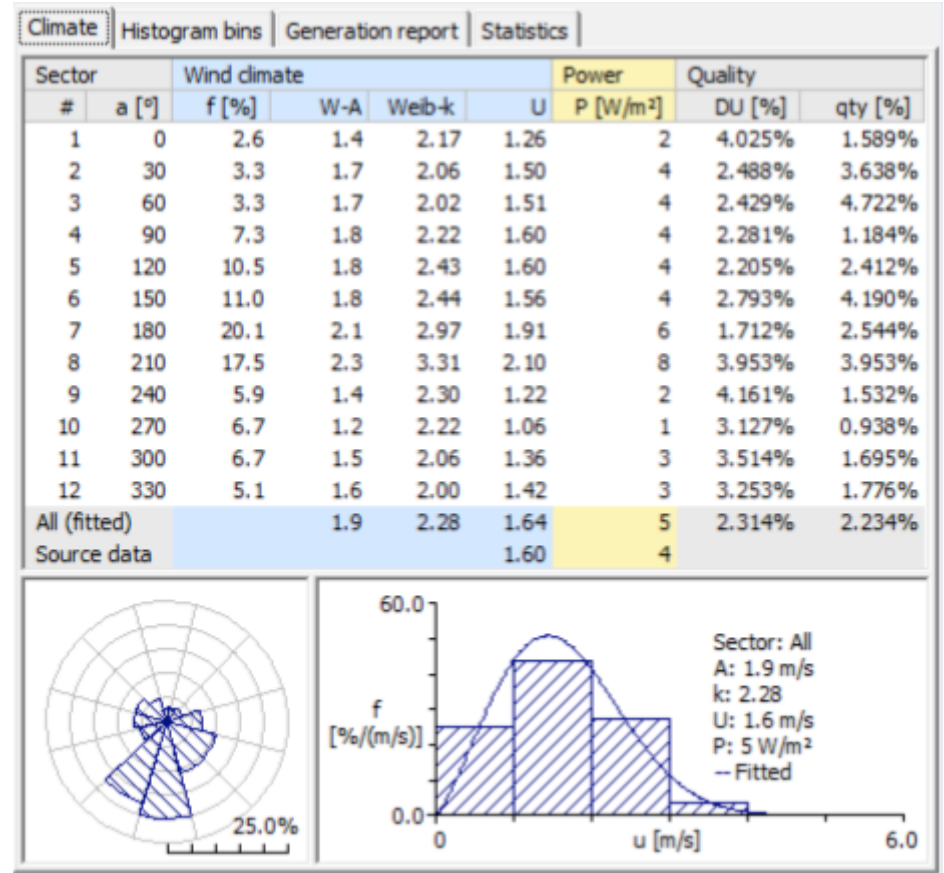 Climate Histogram bins Generation report Statistics
Sector Wind climate Power Quality
# a [°] f [%] W-A Weib-k U P [W/m²] DU [%] qty [%]
1 0 2.6 1.4 2.17 1.26 2 4.025% 1.589%
2 30 3.3 1.7 2.06 1.50 4 2.488% 3.638%
3 60 3.3 1.7 2.02 1.51 4 2.429% 4.722%
4 90 7.3 1.8 2.22 1.60 4 2.281% 1.184%
5 120 10.5 1.8 2.43 1.60 4 2.205% 2.412%
6 150 11.0 1.8 2.44 1.56 4 2.793% 4.190%
7 180 20.1 2.1 2.97 1.91 6 1.712% 2.544%
8 210 17.5 2.3 3.31 2.10 8 3.953% 3.953%
9 240 5.9 1.4 2.30 1.22 2 4.161% 1.532%
10 270 6.7 1.2 2.22 1.06 1 3.127% 0.938%
11 300 6.7 1.5 2.06 1.36 3 3.514% 1.695%
12 330 5.1 1.6 2.00 1.42 3 3.253% 1.776%
All (fitted) 1.9 2.28 1.64 5 2.314% 2.234%
Source data 1.60 4
25.0%
60.0
f
[%/(m/s)]
0.0
0 u [m/s] 6.0
Sector: All
A: 1.9 m/s
k: 2.28
U: 1.6 m/s
P: 5 W/m²
-- Fitted